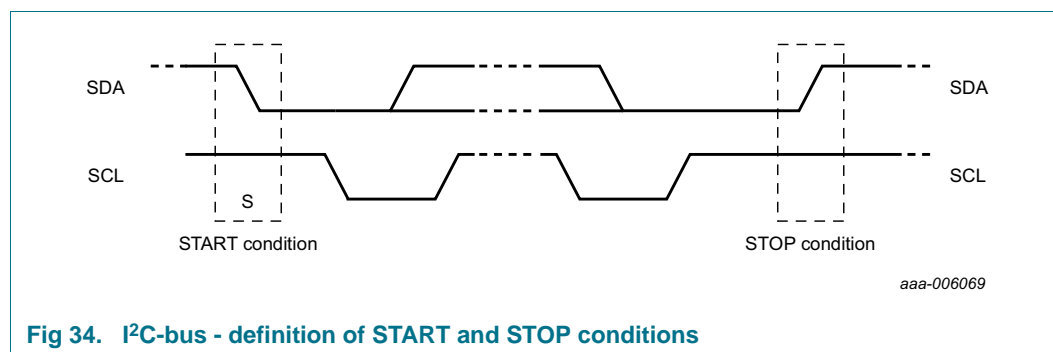 SDA SDA
SCL SCL
S
START condition STOP condition
aaa-006069
Fig 34. I²C-bus - definition of START and STOP conditions